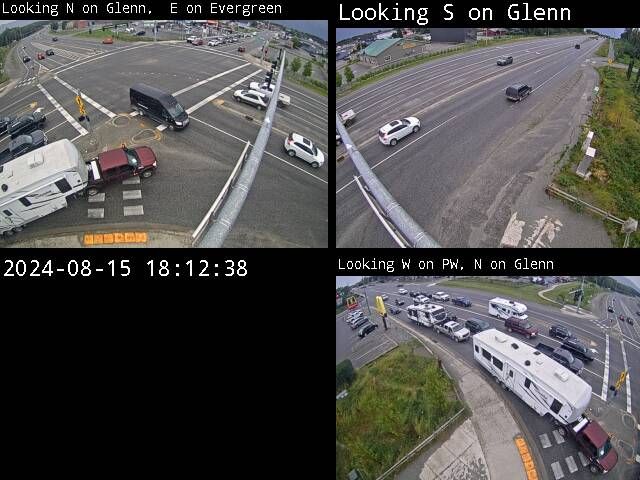 Looking N on Glenn, E on Evergreen
Looking S on Glenn
2024-08-15 18:12:38
Looking W on PW, N on Glenn